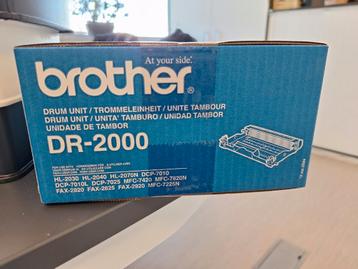 At your side.
brother
DRUM UNIT / TROMMELEINHEIT / UNITE TAMBOUR
DRUM UNIT / UNITA' TAMBURO / UNIDAD TAMBOR
UNIDADE DE TAMBOR
DR-2000
HL-2030 HL-2040 HL-2070N DCP-7010
DCP-7010L DCP-7025 MFC-7420 MFC-7820N
FAX-2820 FAX-2825 FAX-2920 MFC-7225N